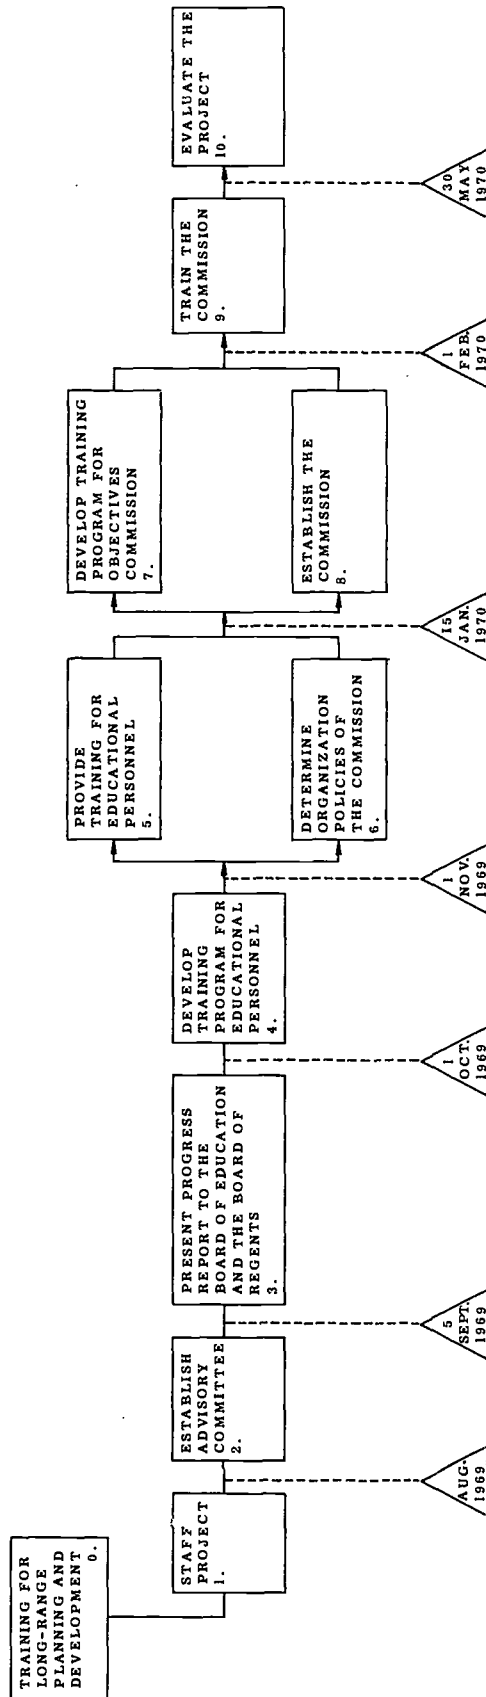 TRAINING FOR
LONG-RANGE
PLANNING AND
DEVELOPMENT
0.
STAFF
PROJECT
1.
ESTABLISH
ADVISORY
COMMITTEE
2.
PRESENT PROGRESS
REPORT TO THE
BOARD OF EDUCATION
AND THE BOARD OF
REGENTS
3.
DEVELOP
TRAINING
PROGRAM FOR
EDUCATIONAL
PERSONNEL
4.
PROVIDE
TRAINING FOR
EDUCATIONAL
PERSONNEL
5.
DETERMINE
ORGANIZATION
POLICIES OF
THE COMMISSION
6.
DEVELOP TRAINING
PROGRAM FOR
OBJECTIVES
COMMISSION
7.
ESTABLISH THE
COMMISSION
8.
TRAIN THE
COMMISSION
9.
EVALUATE THE
PROJECT
10.
AUG-
1969
5
SEPT.
1969
1
OCT.
1969
1
NOV.
1969
15
JAN.
1970
1
FEB.
1970
30
MAY
1970